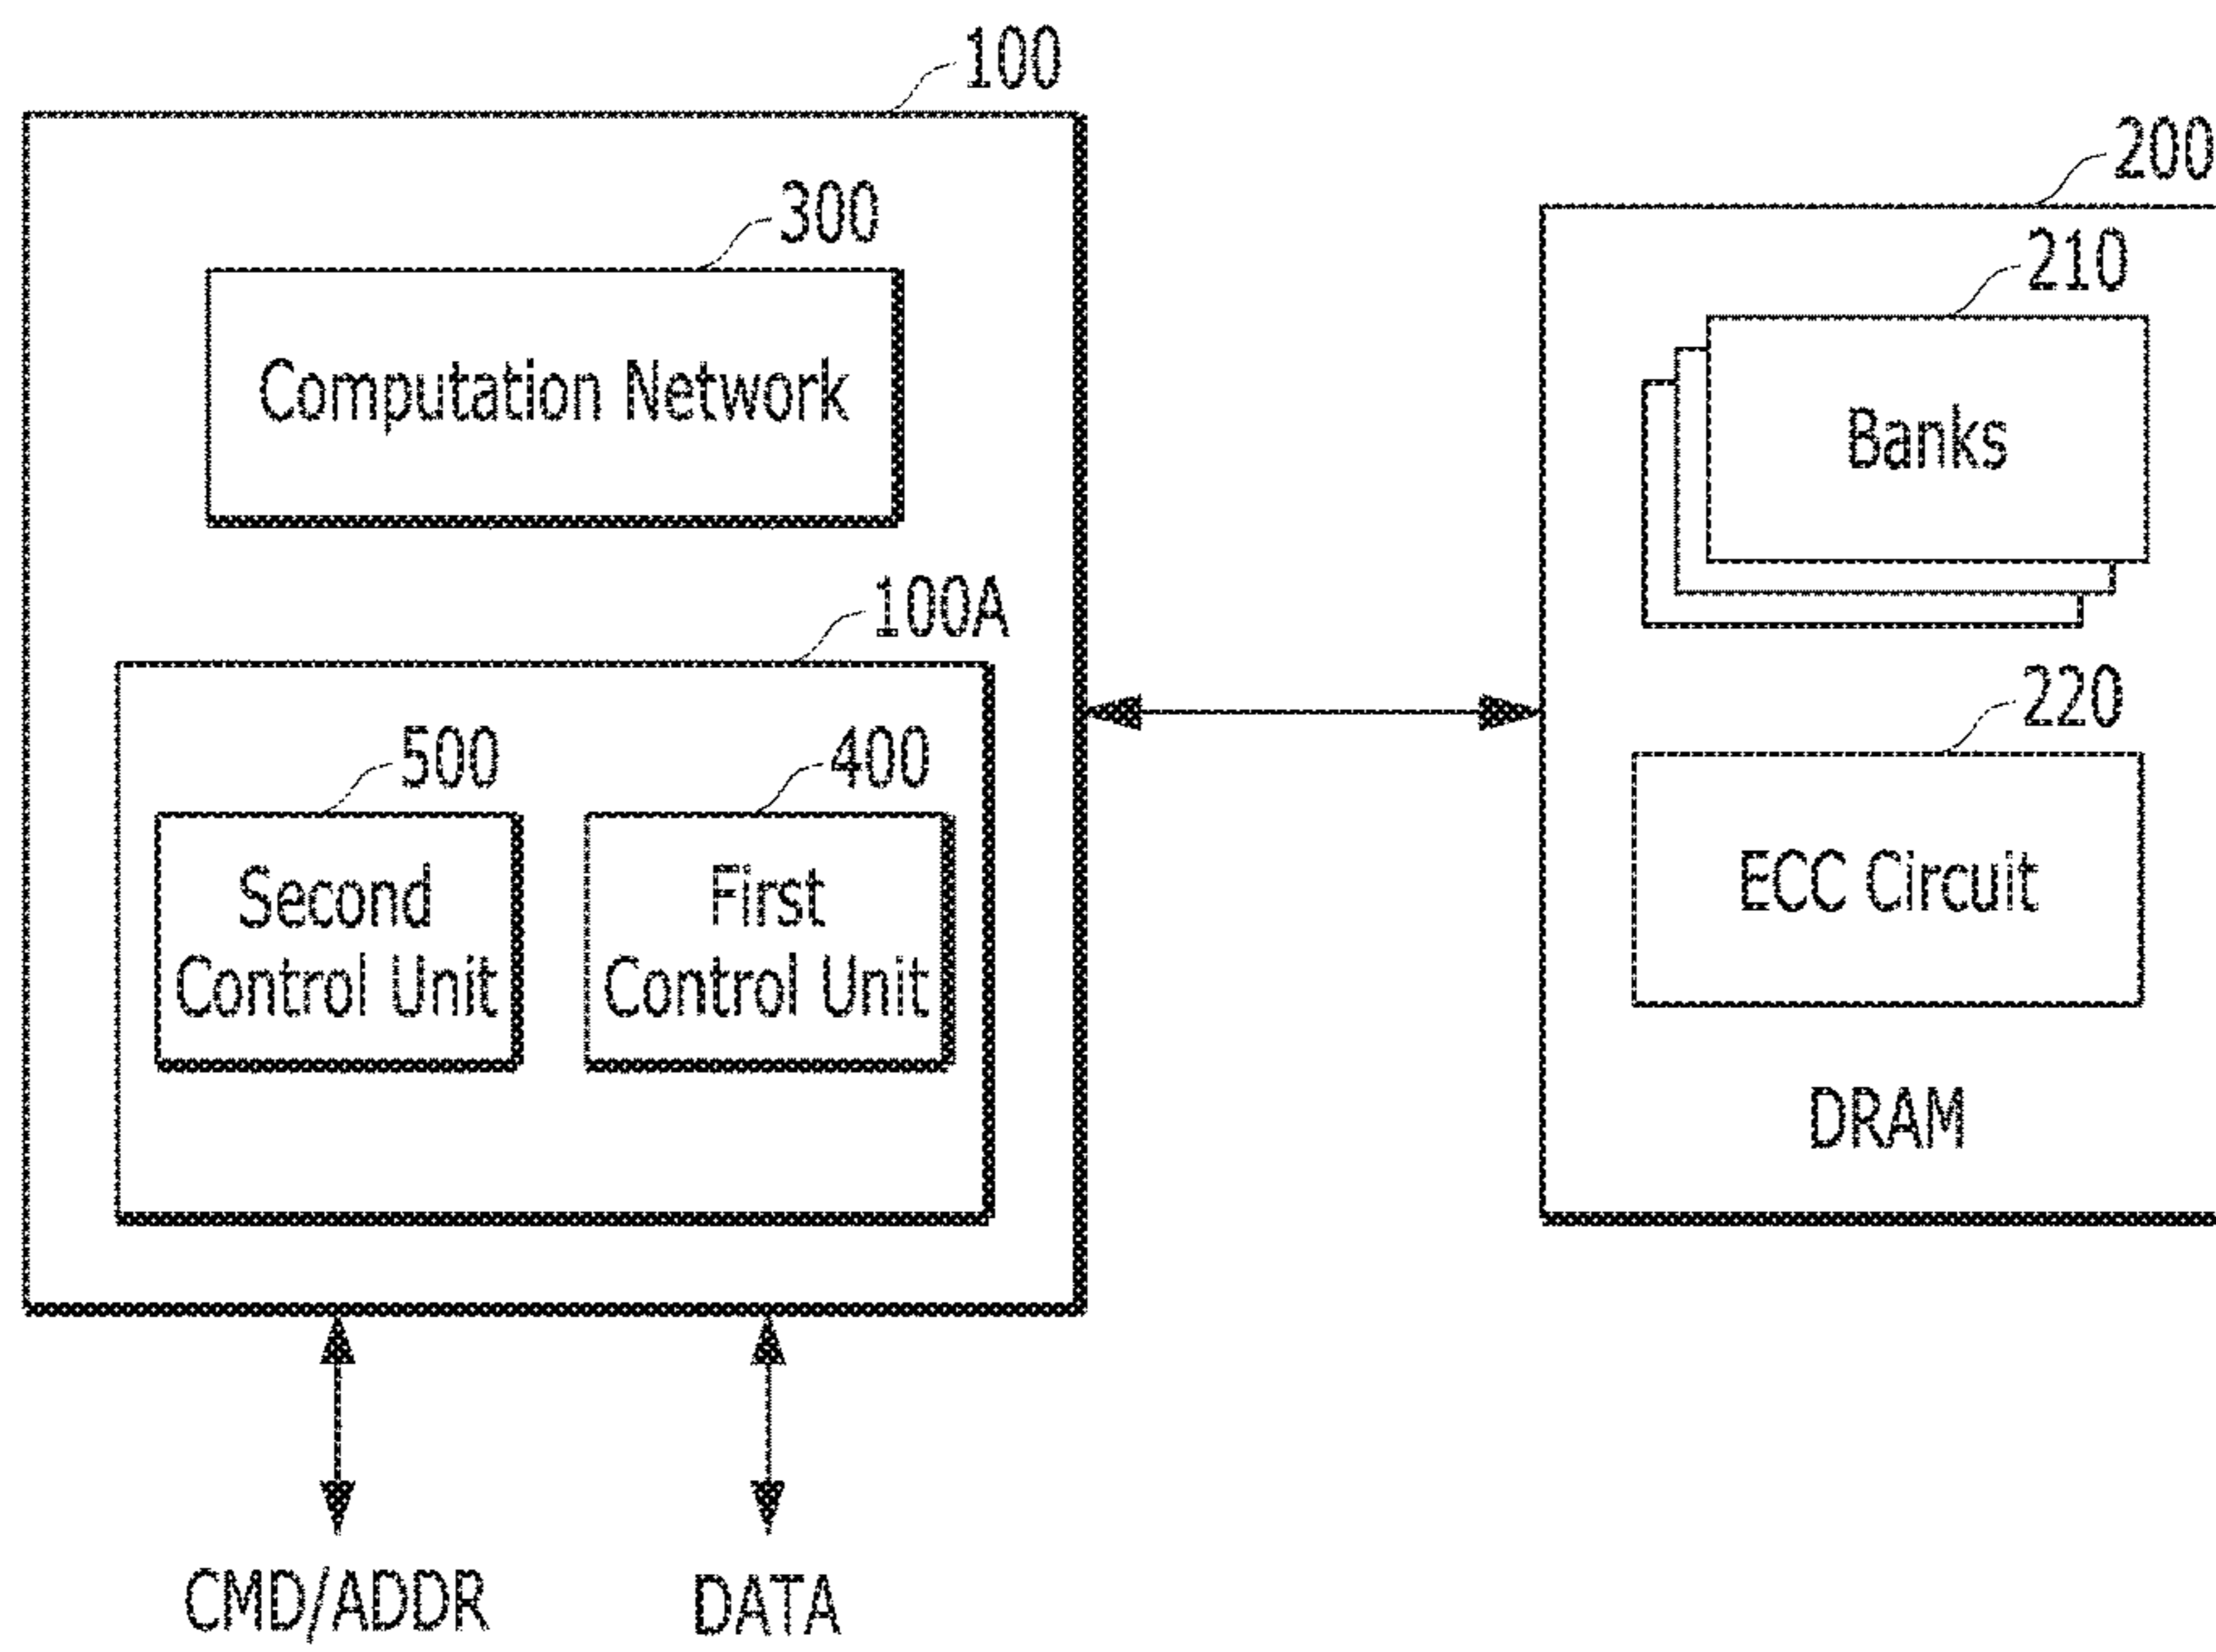 100
200
300
Computation Network
210
Banks
100A
220
ECC Circuit
500
400
Second
Control Unit
First
Control Unit
DRAM
CMD/ADDR
DATA